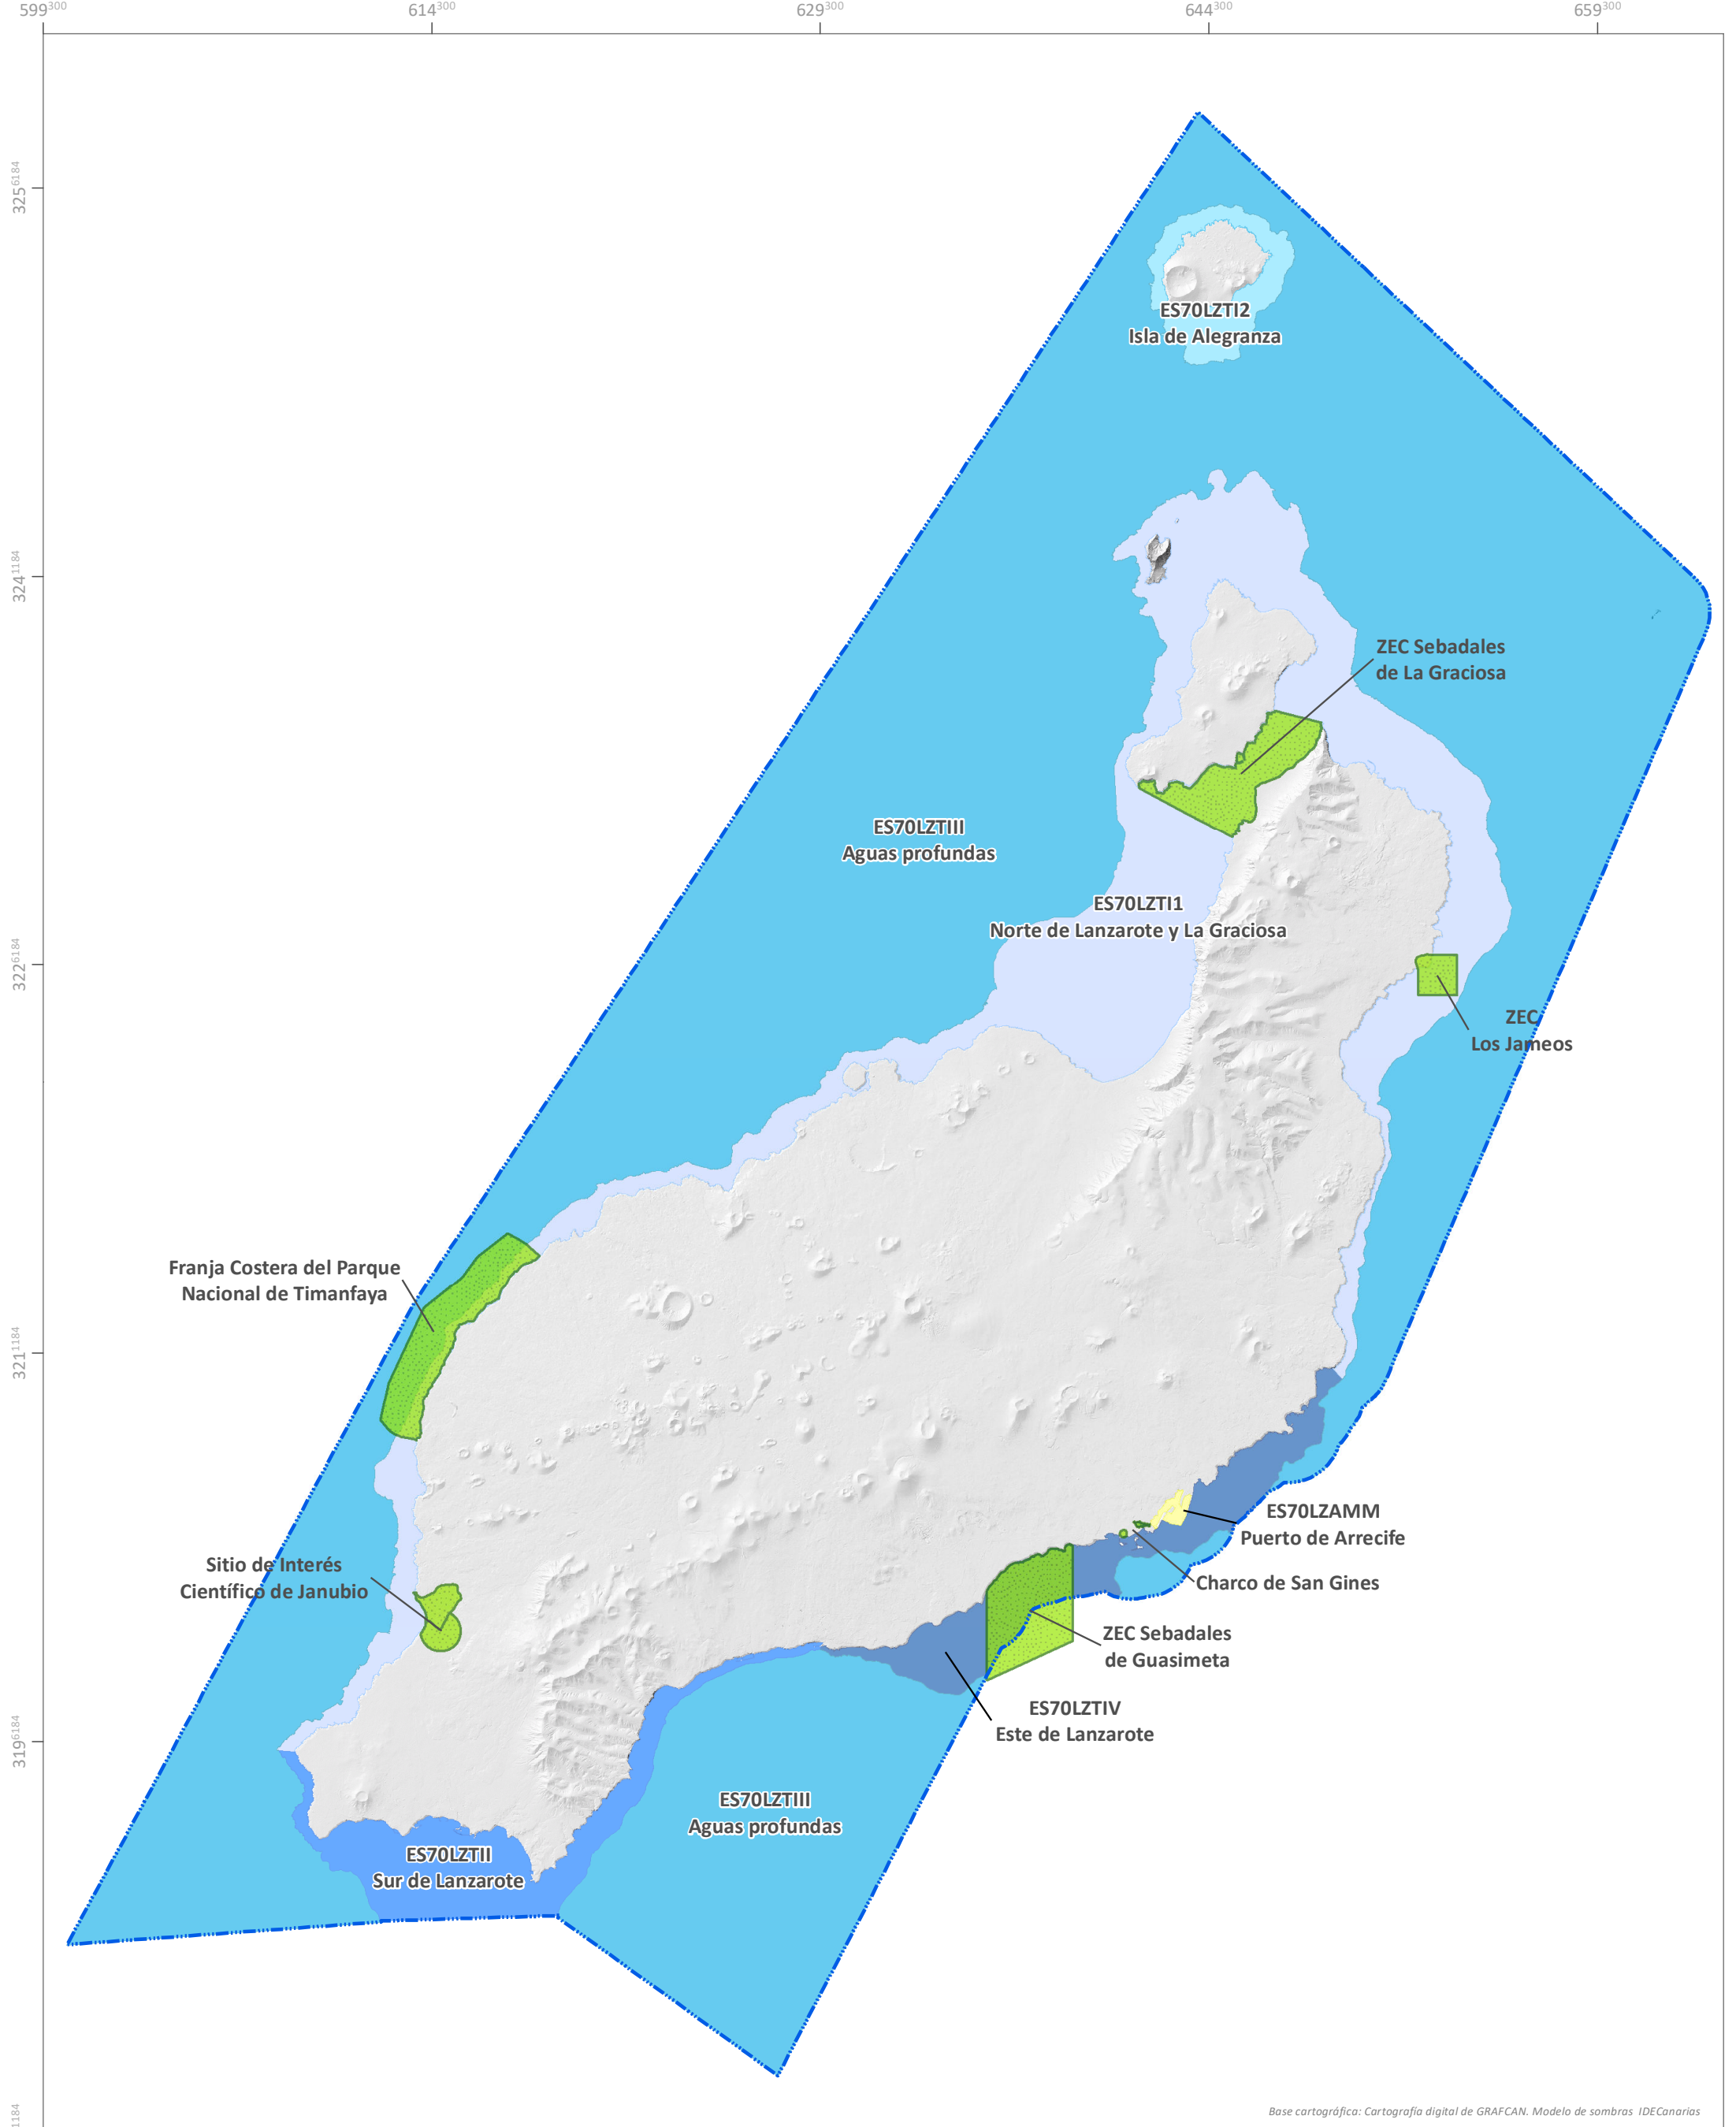 599300
614300
629300
644300
659300
3256184
3241184
3226184
3211184
3196184
1184
ES70LZTI2
Isla de Alegranza
ZEC Sebadales
de La Graciosa
ES70LZTIII
Aguas profundas
ES70LZTI1
Norte de Lanzarote y La Graciosa
ZEC
Los Jameos
Franja Costera del Parque
Nacional de Timanfaya
ES70LZAMM
Puerto de Arrecife
Sitio de Interés
Científico de Janubio
Charco de San Gines
ZEC Sebadales
de Guasimeta
ES70LZTIV
Este de Lanzarote
ES70LZTIII
Aguas profundas
ES70LZTII
Sur de Lanzarote
Base cartográfica: Cartografía digital de GRAFCAN. Modelo de sombras IDECanarias